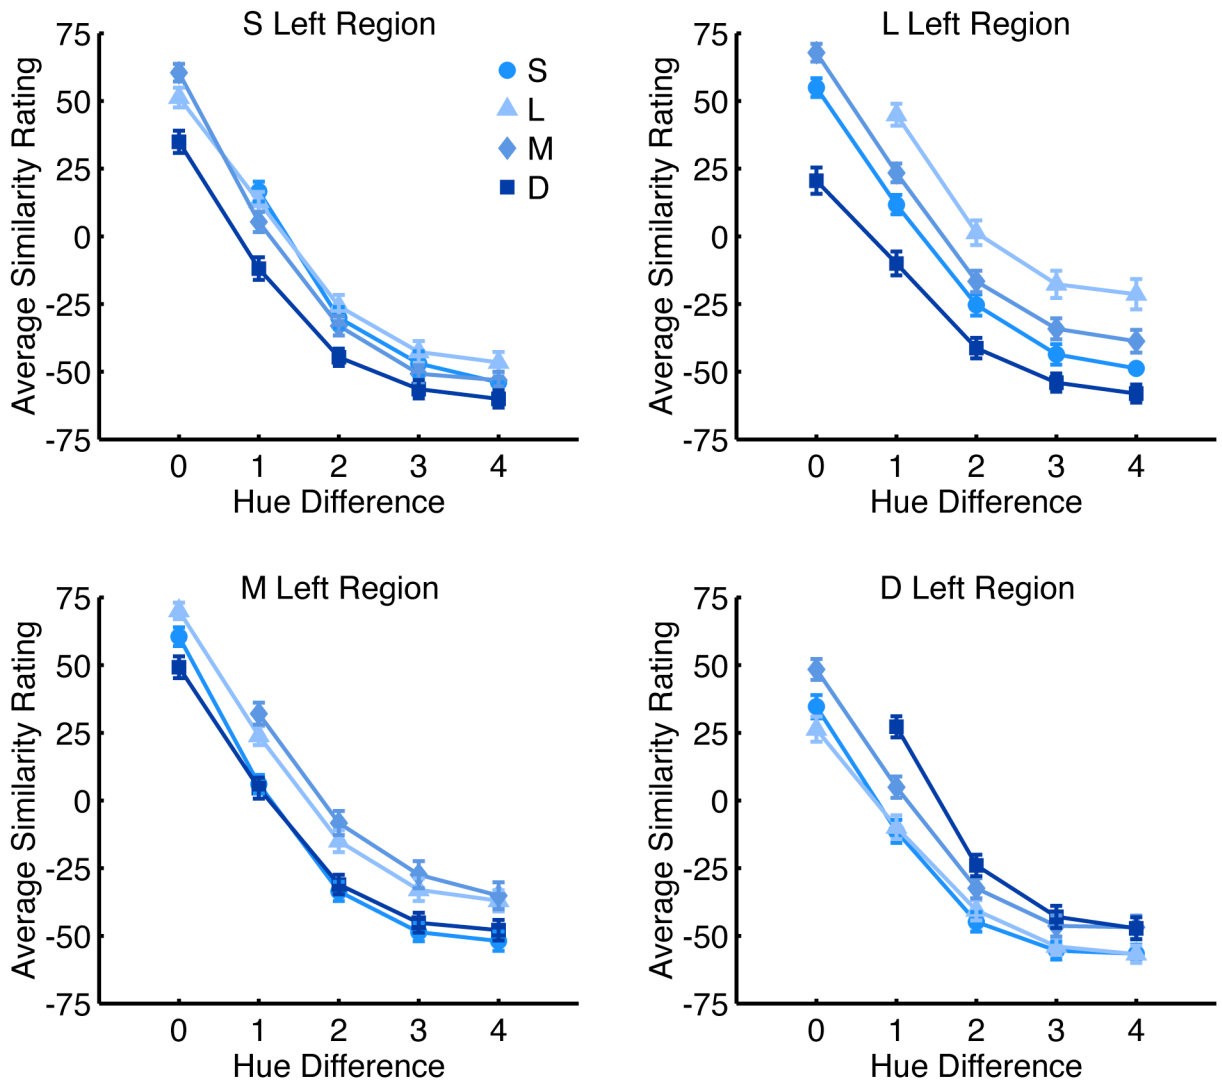 S Left Region
75
50
25
0
-25
-50
-75
Average Similarity Rating
S
L
M
D
0 1 2 3 4
Hue Difference
L Left Region
75
50
25
0
-25
-50
-75
Average Similarity Rating
0 1 2 3 4
Hue Difference
M Left Region
75
50
25
0
-25
-50
-75
Average Similarity Rating
0 1 2 3 4
Hue Difference
D Left Region
75
50
25
0
-25
-50
-75
Average Similarity Rating
0 1 2 3 4
Hue Difference